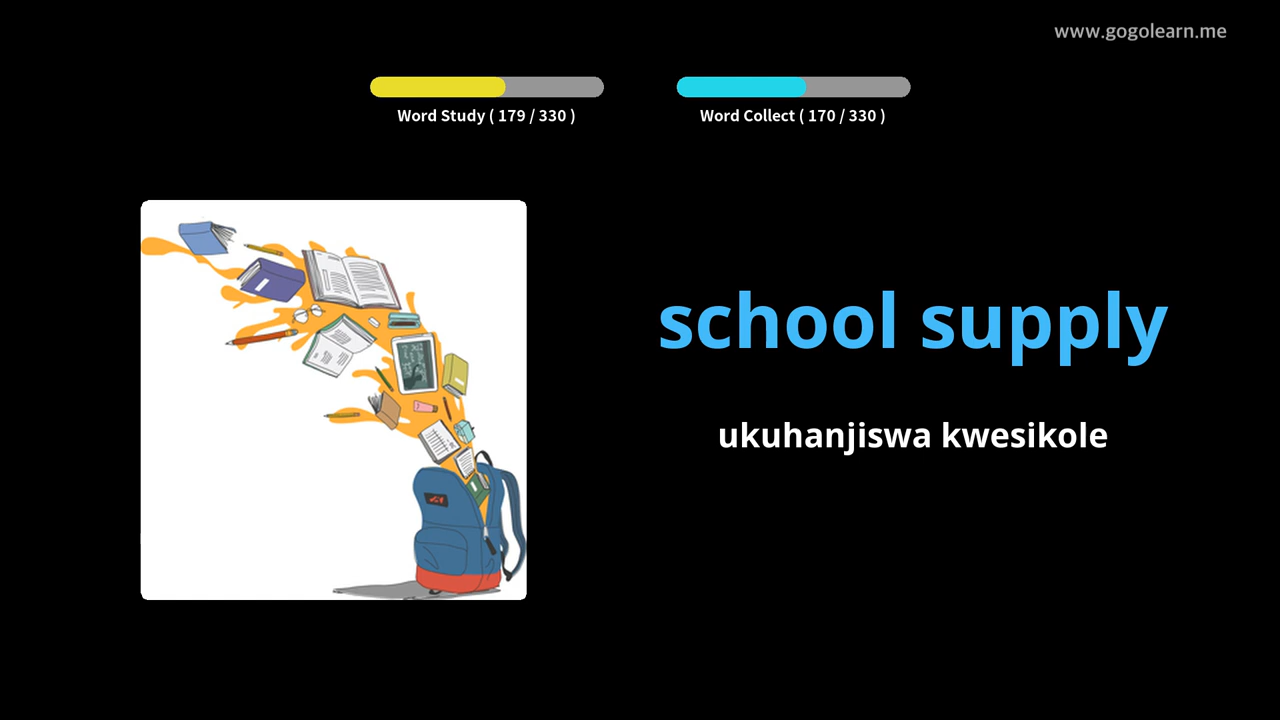 www.gogolearn.me
Word Study ( 179 / 330 )
Word Collect ( 170 / 330 )
school supply
ukuhanjiswa kwesikole